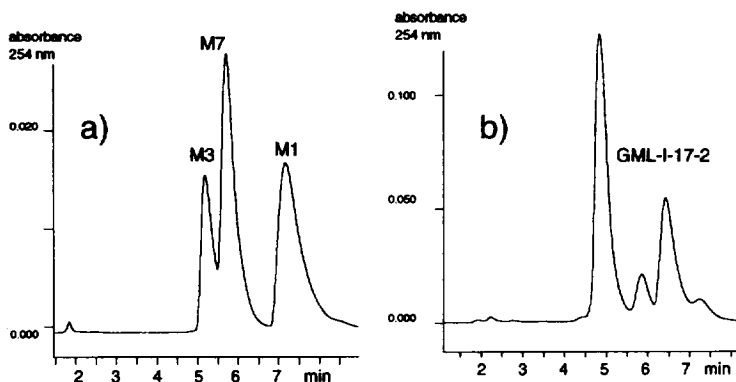 absorbance
254 nm
M7
0.020
a)
M3
M1
0.000
2 3 4 5 6 7 min
absorbance
254 nm
0.100
b)
GML-I-17-2
0.050
0.000
2 3 4 5 6 7 min